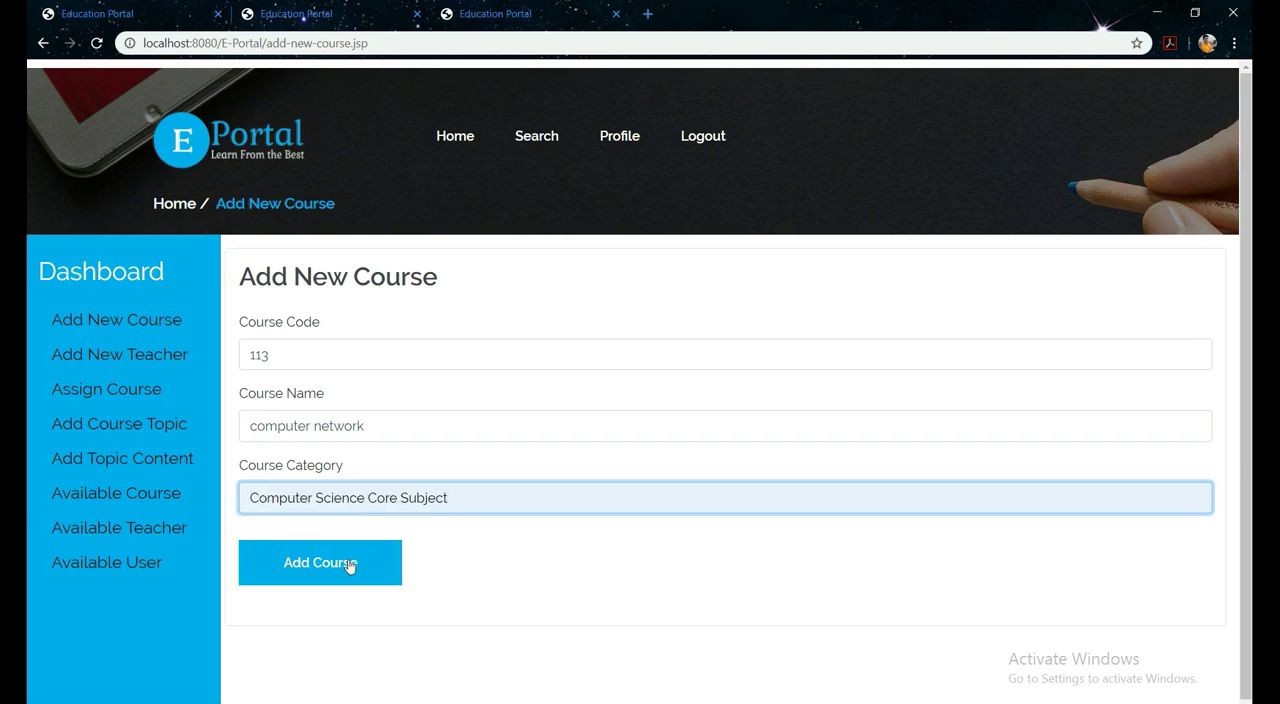 Education Portal
Education Portal
Education Portal
localhost:8080/E-Portal/add-new-course.jsp
E Portal
Learn From the Best
Home
Search
Profile
Logout
Home / Add New Course
Dashboard
Add New Course
Add New Teacher
Assign Course
Add Course Topic
Add Topic Content
Available Course
Available Teacher
Available User
Add New Course
Course Code
113
Course Name
computer network
Course Category
Computer Science Core Subject
Add Course
Activate Windows
Go to Settings to activate Windows.